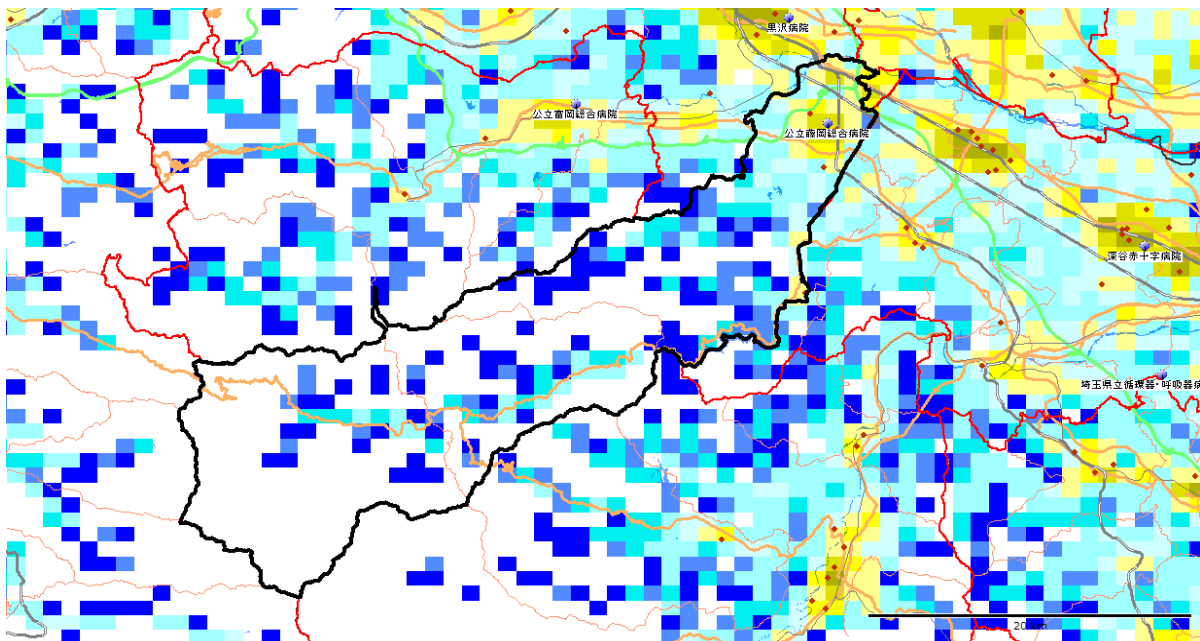 黒沢病院
公立富岡総合病院
公立藤岡総合病院
深谷赤十字病院
埼玉県立循環器・呼吸器病
20 km